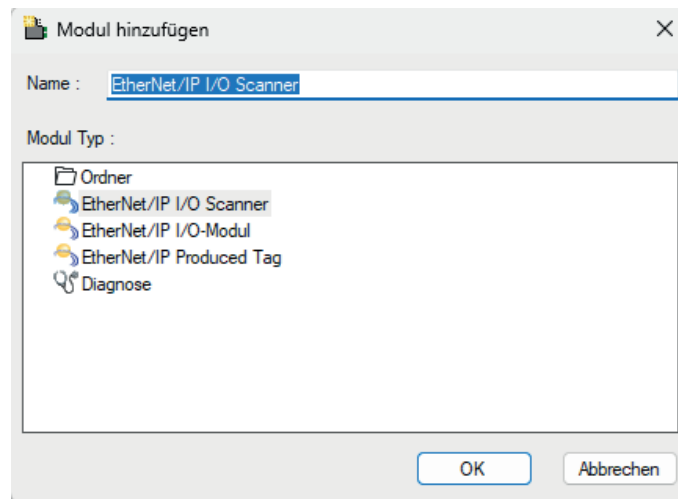 Modul hinzufügen
Name : EtherNet/IP I/O Scanner
Modul Typ :
Ordner
EtherNet/IP I/O Scanner
EtherNet/IP I/O-Modul
EtherNet/IP Produced Tag
Diagnose
OK Abbrechen